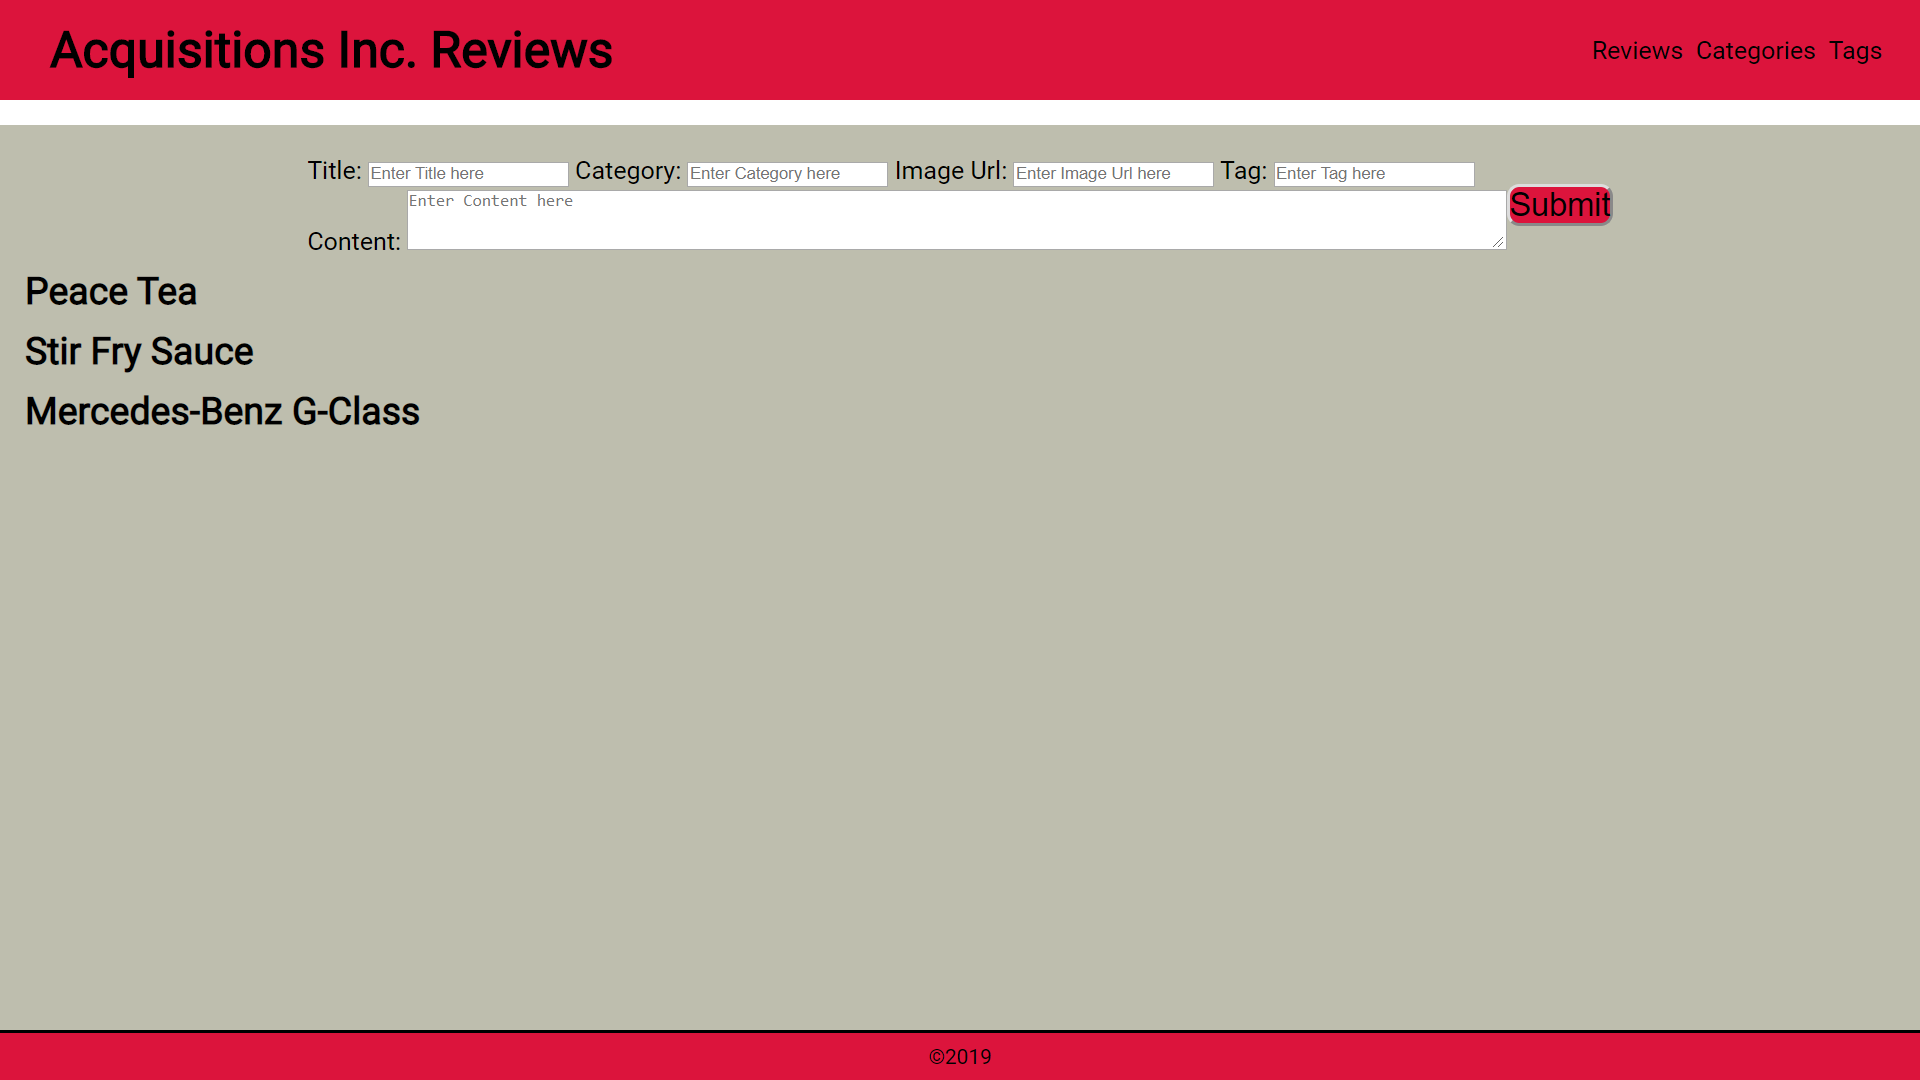 Acquisitions Inc. Reviews
Reviews Categories Tags
Title: Enter Title here Category: Enter Category here Image Url: Enter Image Url here Tag: Enter Tag here
Content: Enter Content here Submit
Peace Tea
Stir Fry Sauce
Mercedes-Benz G-Class
©2019